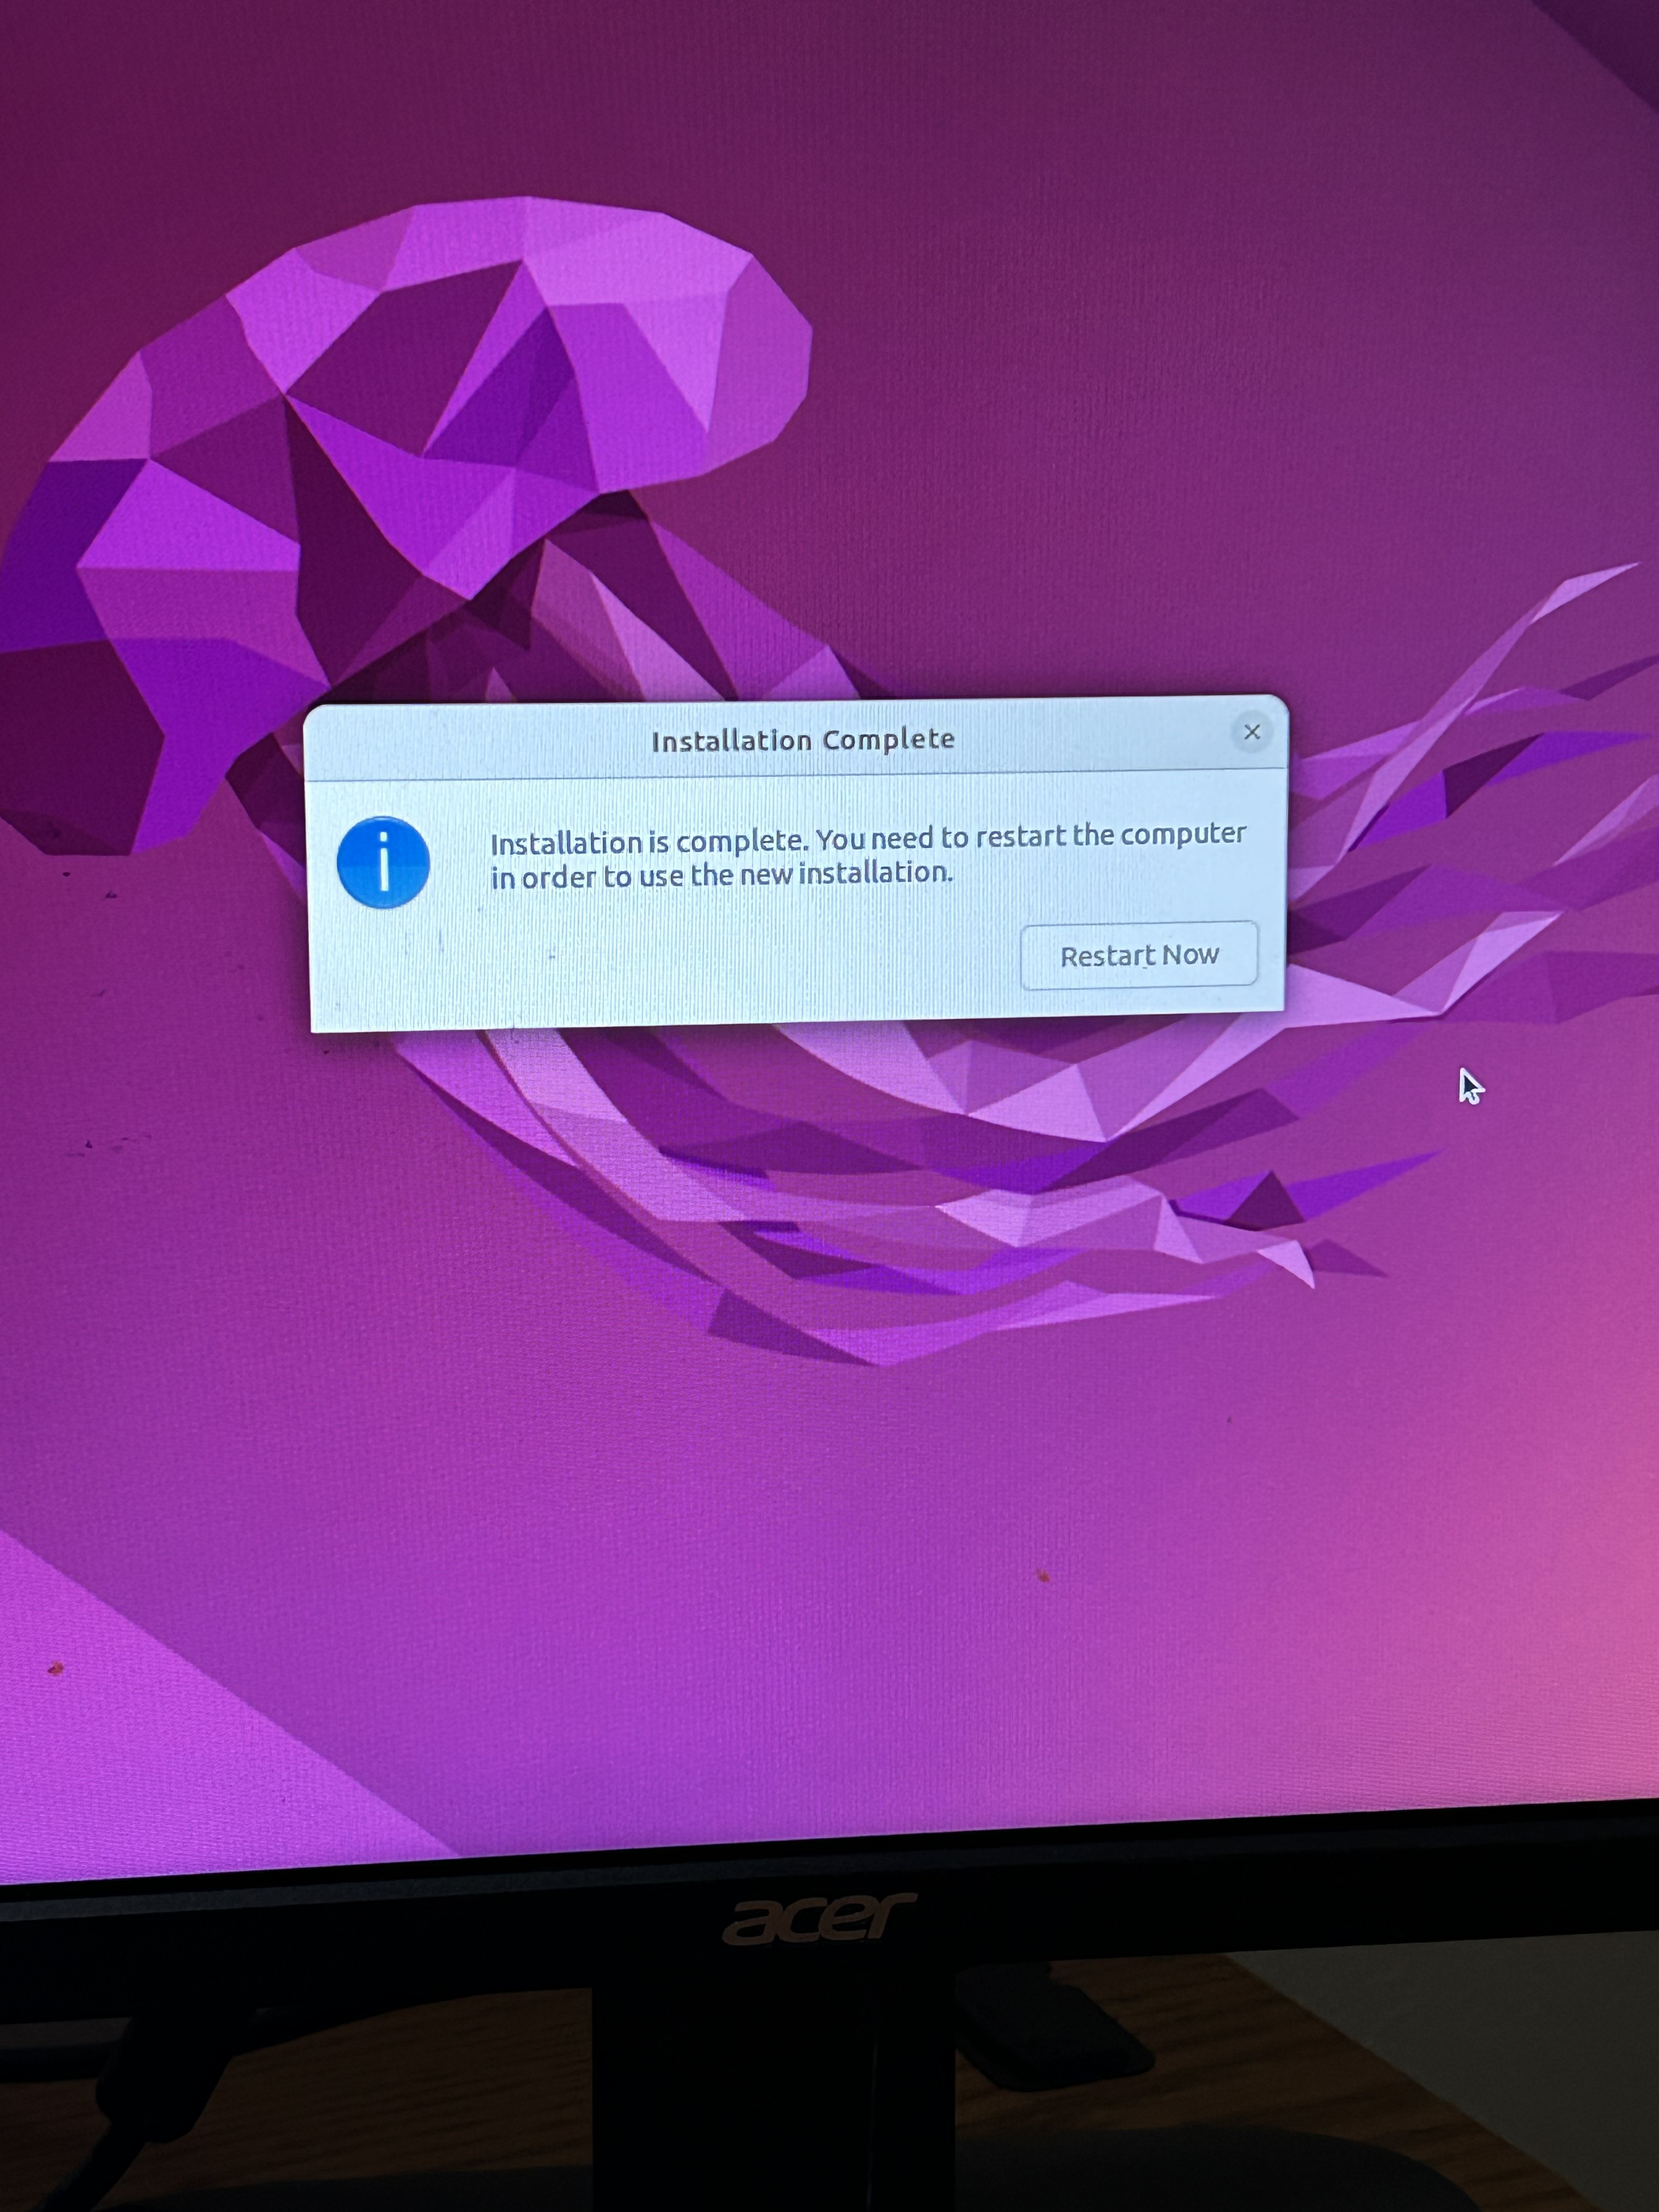 Installation Complete
Installation is complete. You need to restart the computer
in order to use the new installation.
Restart Now
acer